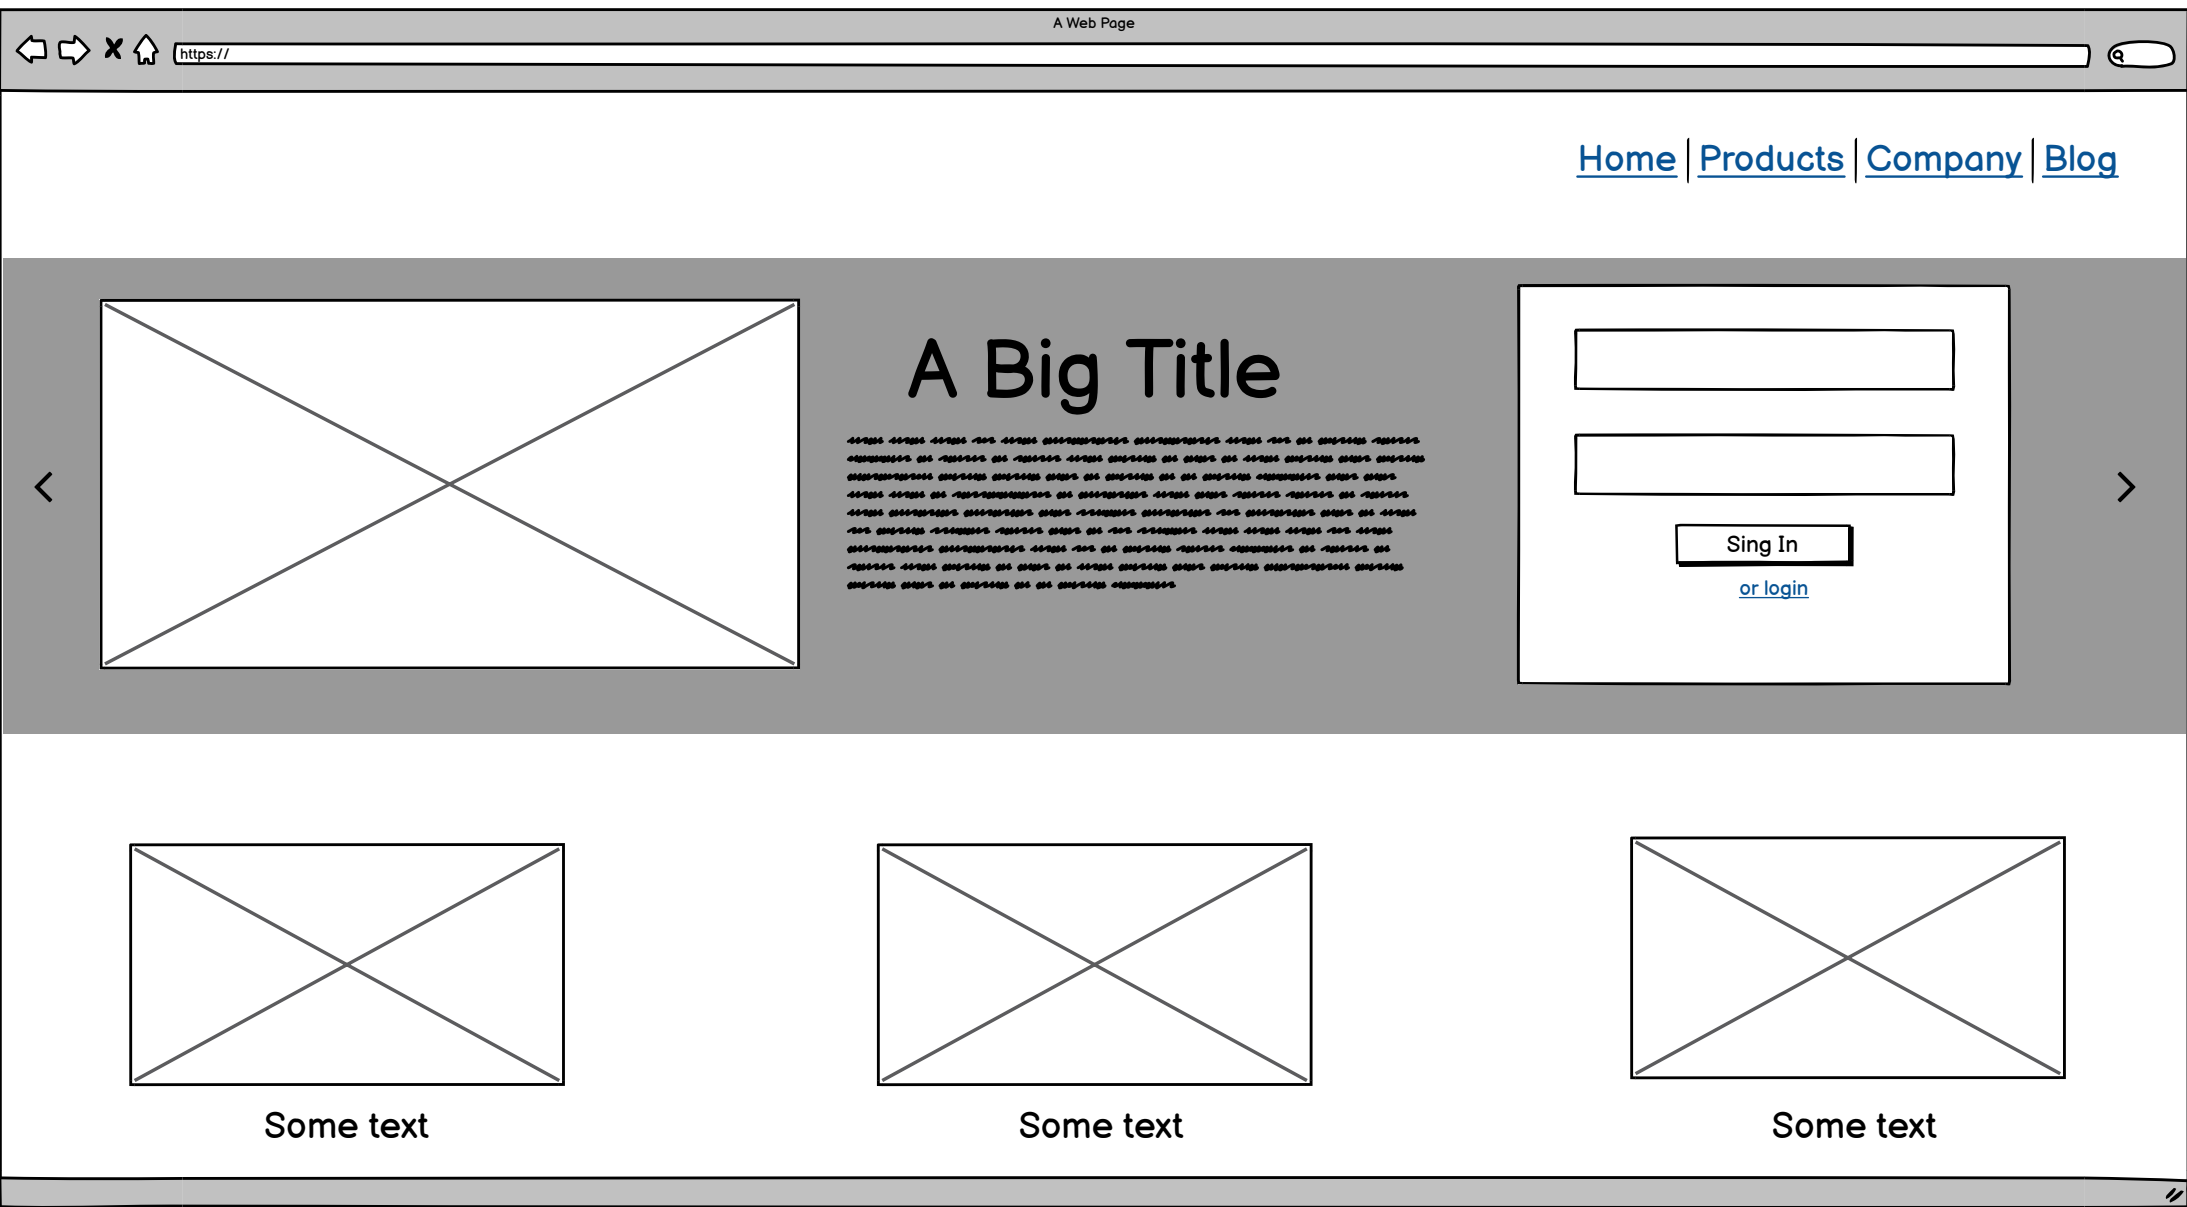 A Web Page
https://
Home Products Company Blog
A Big Title
Sing In
or login
Some text
Some text
Some text